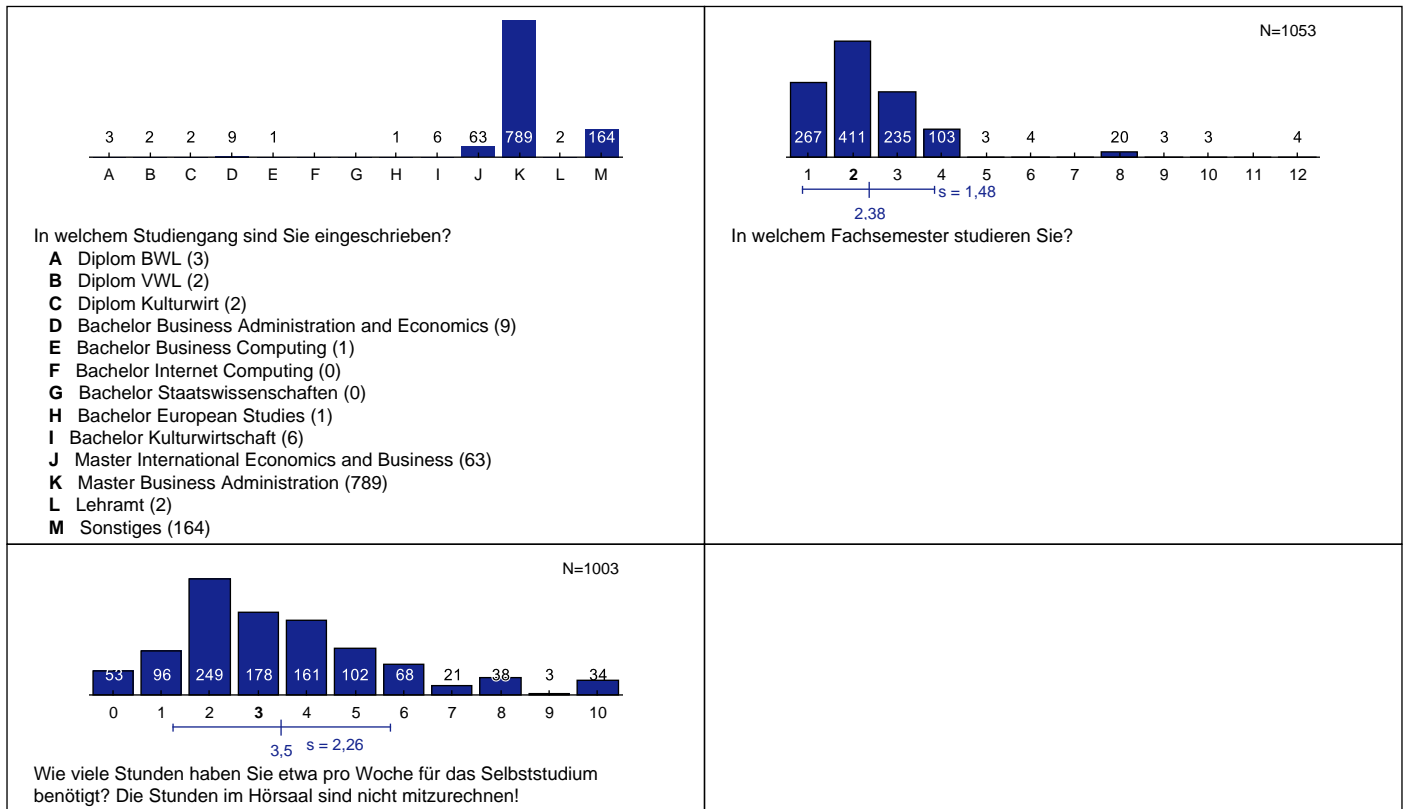 3 2 2 9 1 1 6 63 789 2 164
A B C D E F G H I J K L M
In welchem Studiengang sind Sie eingeschrieben?
A Diplom BWL (3)
B Diplom VWL (2)
C Diplom Kulturwirt (2)
D Bachelor Business Administration and Economics (9)
E Bachelor Business Computing (1)
F Bachelor Internet Computing (0)
G Bachelor Staatswissenschaften (0)
H Bachelor European Studies (1)
I Bachelor Kulturwirtschaft (6)
J Master International Economics and Business (63)
K Master Business Administration (789)
L Lehramt (2)
M Sonstiges (164)
N=1053
267 411 235 103 3 4 20 3 3 4
1 2 3 4 5 6 7 8 9 10 11 12
s = 1,48
2,38
In welchem Fachsemester studieren Sie?
N=1003
53 96 249 178 161 102 68 21 38 3 34
0 1 2 3 4 5 6 7 8 9 10
3,5 s = 2,26
Wie viele Stunden haben Sie etwa pro Woche für das Selbststudium
benötigt? Die Stunden im Hörsaal sind nicht mitzurechnen!